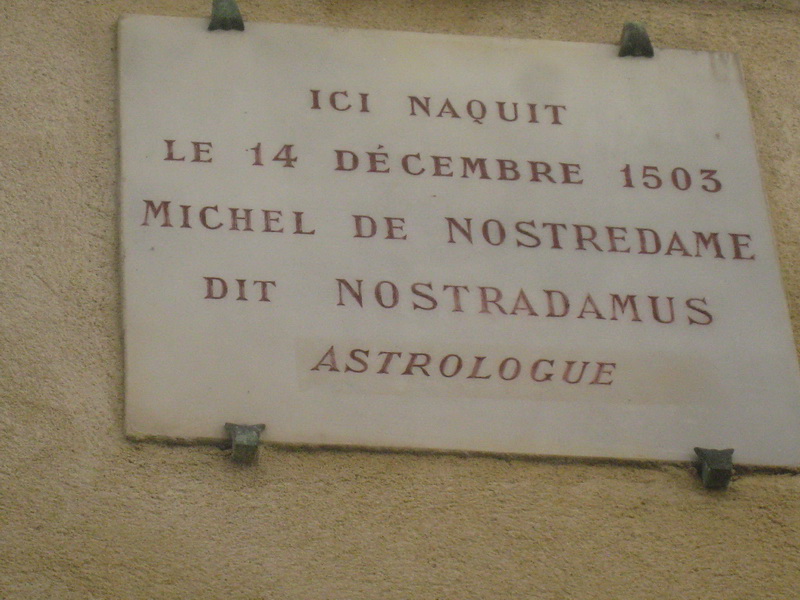 ICI NAQUIT
LE 14 DÉCEMBRE 1503
MICHEL DE NOSTREDAME
DIT NOSTRADAMUS
ASTROLOGUE